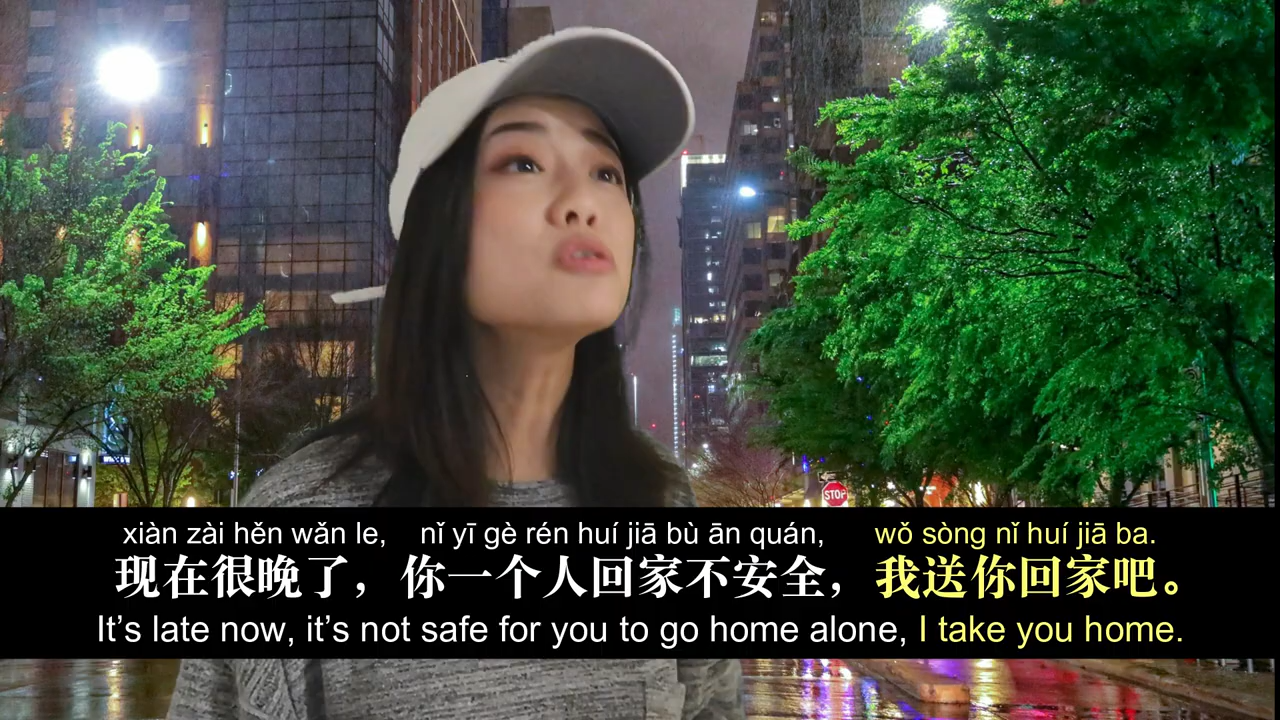 STOP
xiàn zài hěn wǎn le, nǐ yī gè rén huí jiā bù ān quán, wǒ sòng nǐ huí jiā ba.
现在很晚了，你一个人回家不安全，我送你回家吧。
It's late now, it's not safe for you to go home alone, I take you home.